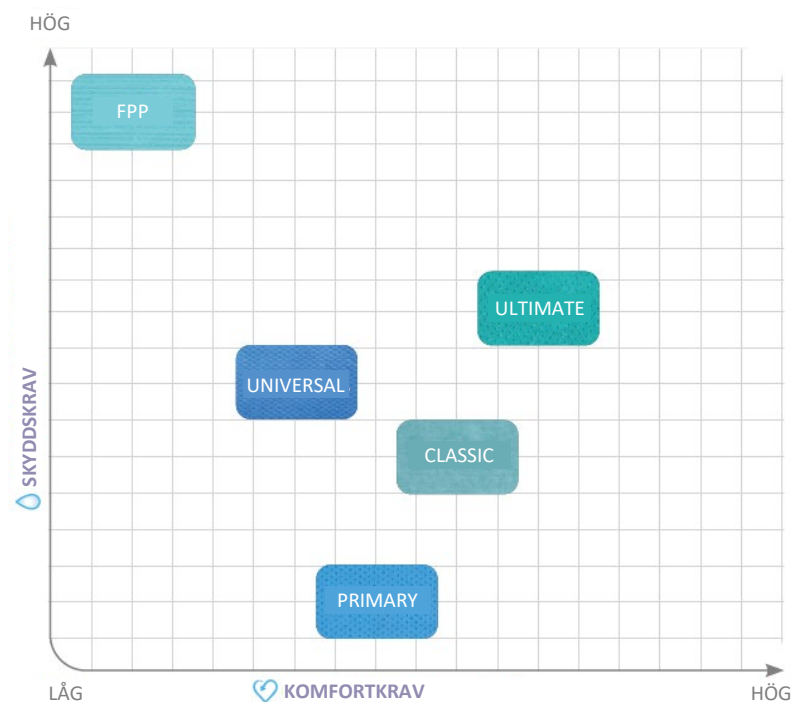 HÖG
FPP
ULTIMATE
UNIVERSAL
CLASSIC
SKYDDSKRAV
PRIMARY
LÅG
KOMFORTKRAV
HÖG